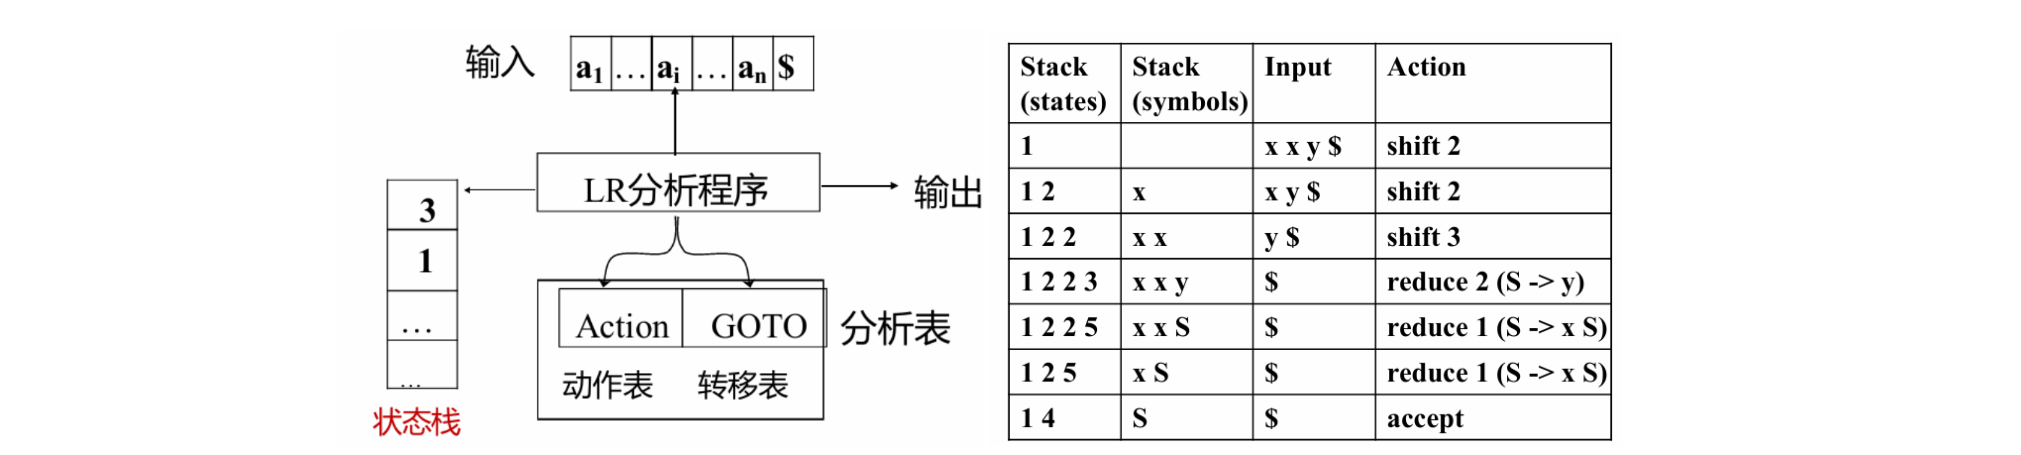 输入
a1 … ai … an $
LR分析程序
输出
3
1
…
…
状态栈
Action GOTO
分析表
动作表 转移表
Stack (states) Stack (symbols) Input Action
1 x x y $ shift 2
1 2 x x y $ shift 2
1 2 2 x x y $ shift 3
1 2 2 3 x x y $ reduce 2 (S -> y)
1 2 2 5 x x S $ reduce 1 (S -> x S)
1 2 5 x S $ reduce 1 (S -> x S)
1 4 S $ accept